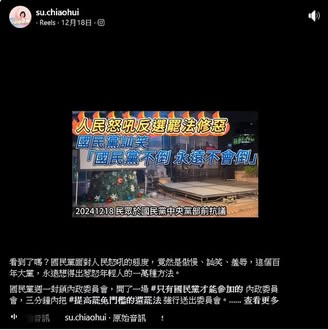 su.chiaohui
· Reels · 12月18日 ·
人民怒吼反選罷法修惡
國民黨訕笑
「國民黨不倒 永遠不會倒」
20241218 民眾於國民黨中央黨部前抗議
看到了嗎？國民黨面對人民怒吼的態度，竟然是傲慢、訕笑、羞辱，這個百
年大黨，永遠想得出惹怒年輕人的一萬種方法。
國民黨週一封鎖內政委員會，開了一場 #只有國民黨才能參加的 內政委員
會，三分鐘內把 #提高罷免門檻的選罷法 強行送出委員會。...... 查看更多
su.chiaohui · 原始音訊